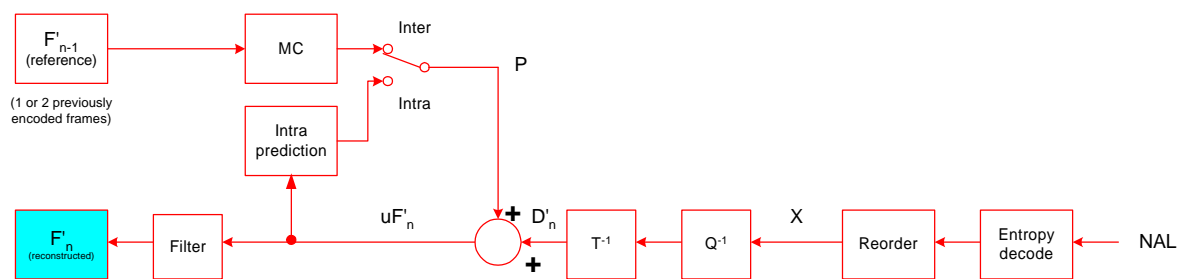 F'n-1
(reference)
(1 or 2 previously
encoded frames)
MC
Inter
Intra
P
Intra
prediction
F'n
(reconstructed)
Filter
uF'n
+
+
D'n
T-1
Q-1
X
Reorder
Entropy
decode
NAL